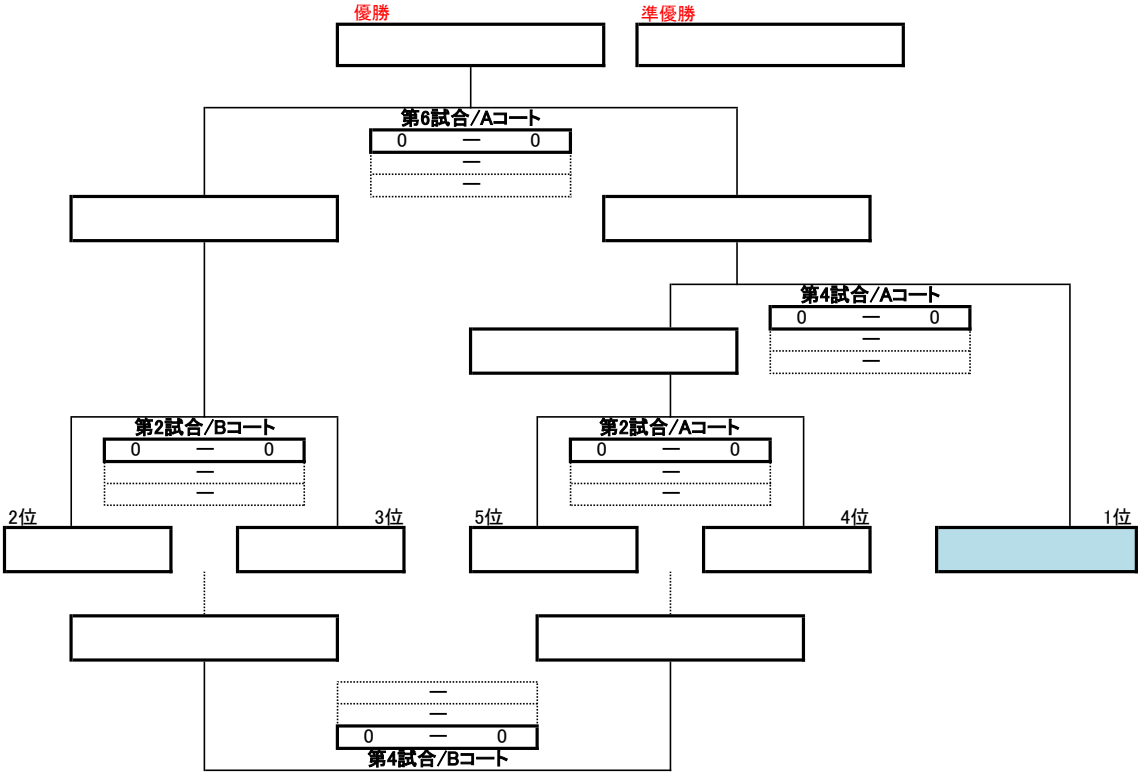 優勝 準優勝
第6試合/Aコート
0 ー 0
ー
ー
第4試合/Aコート
0 ー 0
ー
ー
第2試合/Bコート 第2試合/Aコート
0 ー 0 0 ー 0
ー ー
ー ー
2位 3位 5位 4位 1位
ー
ー
0 ー 0
第4試合/Bコート